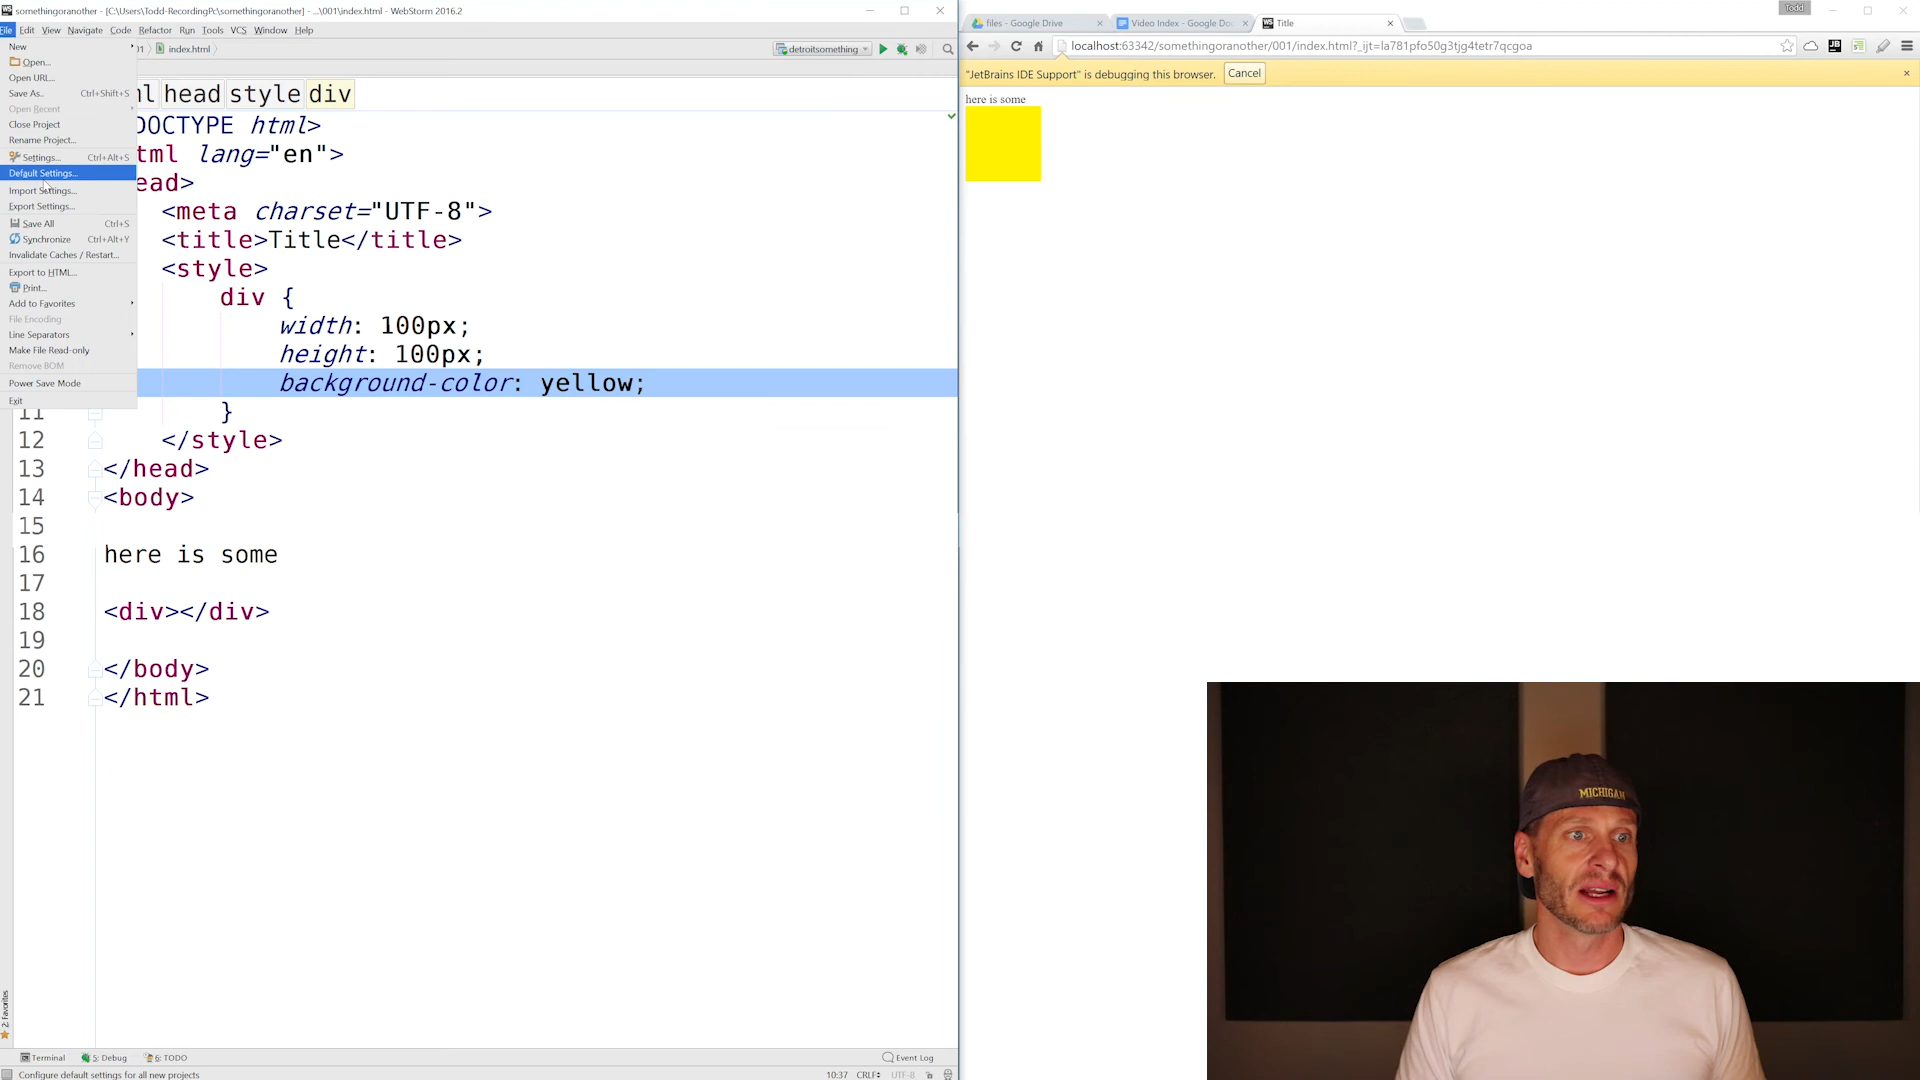 somethingoranother - [C:\Users\Todd-RecordingPc\somethingoranother] - ...\001\index.html - WebStorm 2016.2
File Edit View Navigate Code Refactor Run Tools VCS Window Help
index.html
detroitsomething
New
Open...
Open URL...
Save As.. Ctrl+Shift+S
Open Recent
Close Project
Rename Project...
Settings... Ctrl+Alt+S
Default Settings...
Import Settings...
Export Settings...
Save All Ctrl+S
Synchronize Ctrl+Alt+Y
Invalidate Caches / Restart...
Export to HTML...
Print...
Add to Favorites
File Encoding
Line Separators
Make File Read-only
Remove BOM
Power Save Mode
Exit
head style div
DOCTYPE html>
tml lang="en">
ead>
<meta charset="UTF-8">
<title>Title</title>
<style>
div {
width: 100px;
height: 100px;
background-color: yellow;
11 }
12 </style>
13 </head>
14 <body>
15
16 here is some
17
18 <div></div>
19
20 </body>
21 </html>
2: Favorites
Terminal 5: Debug 6: TODO Event Log
Configure default settings for all new projects 10:37 CRLF UTF-8
files - Google Drive Video Index - Google Do Title
Todd
localhost:63342/somethingoranother/001/index.html?_ijt=la781pfo50g3tjg4tetr7qcgoa
JB
"JetBrains IDE Support" is debugging this browser. Cancel
here is some
MICHIGAN